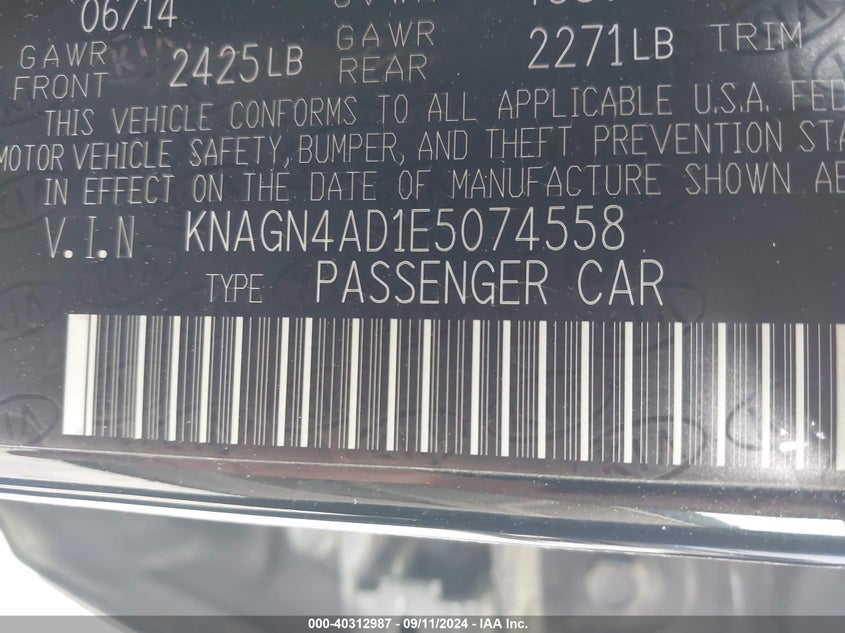 06/14
GAWR FRONT 2425LB GAWR REAR 2271LB TRIM
THIS VEHICLE CONFORMS TO ALL APPLICABLE U.S.A. FED
MOTOR VEHICLE SAFETY, BUMPER, AND THEFT PREVENTION STA
IN EFFECT ON THE DATE OF MANUFACTURE SHOWN AB
V.I.N KNAGN4AD1E5074558
TYPE PASSENGER CAR
000-40312987 - 09/11/2024 - IAA Inc.